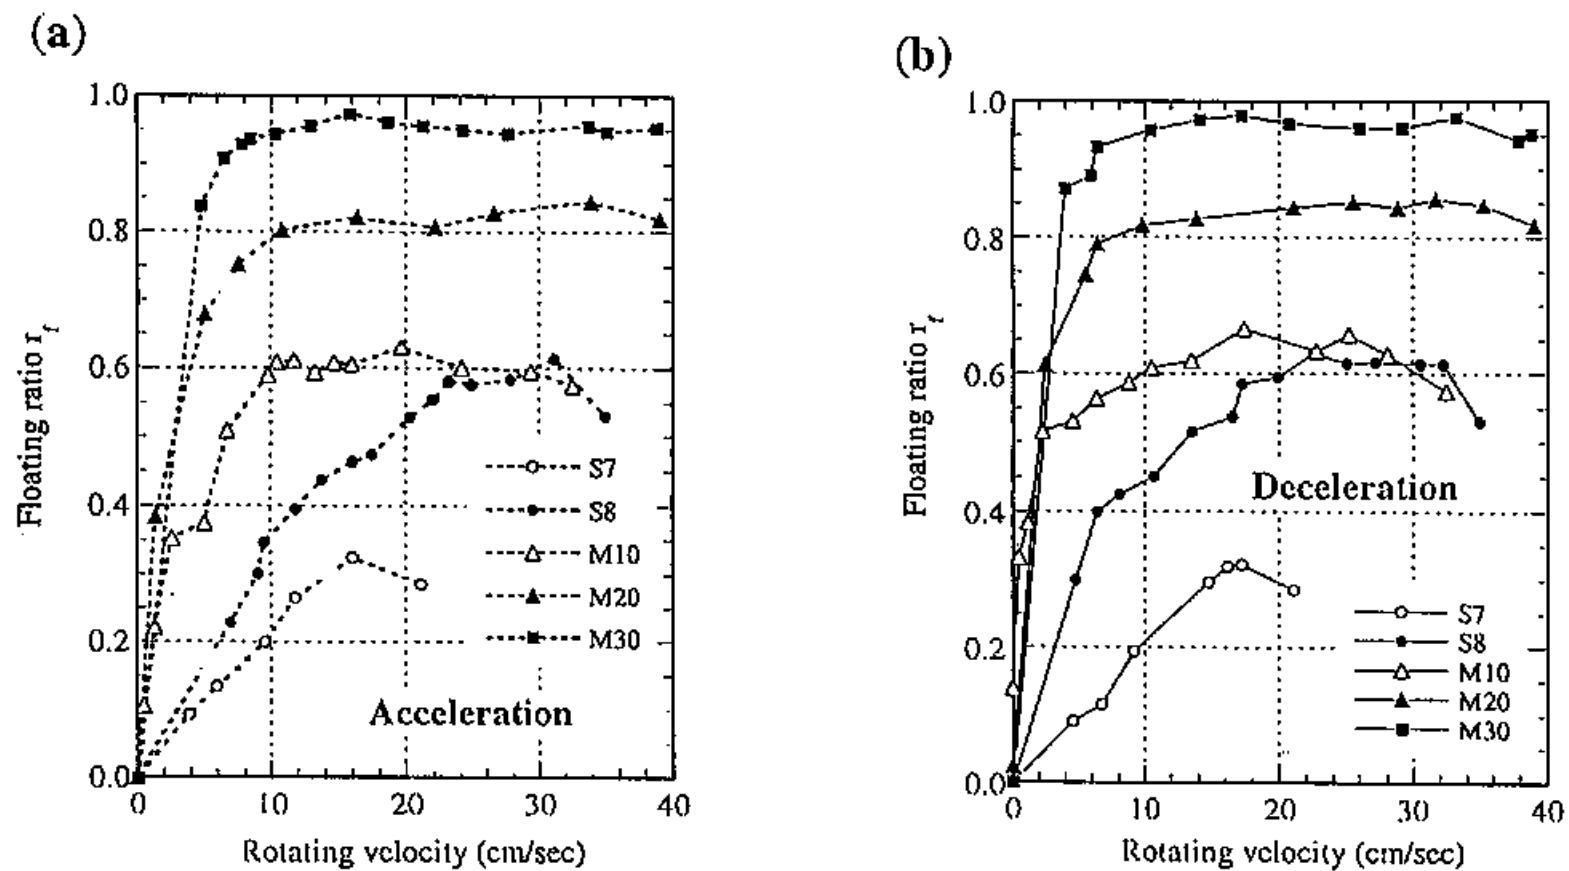 (a)
1.0
0.8
0.6
0.4
0.2
0.0
Floating ratio r_f
0 10 20 30 40
Rotating velocity (cm/sec)
S7
S8
M10
M20
M30
Acceleration
(b)
1.0
0.8
0.6
0.4
0.2
0.0
Floating ratio r_f
0 10 20 30 40
Rotating velocity (cm/sec)
Deceleration
S7
S8
M10
M20
M30